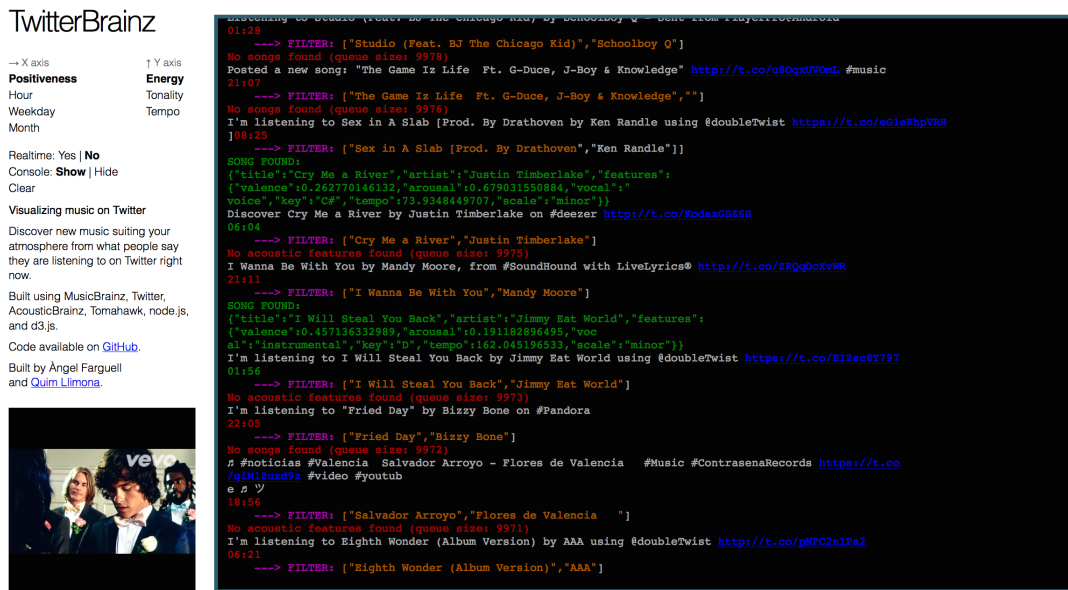 TwitterBrainz
→ X axis
↑ Y axis
Positiveness
Energy
Hour
Tonality
Weekday
Tempo
Month
Realtime: Yes | No
Console: Show | Hide
Clear
Visualizing music on Twitter
Discover new music suiting your
atmosphere from what people say
they are listening to on Twitter right
now.
Built using MusicBrainz, Twitter,
AcousticBrainz, Tomahawk, node.js,
and d3.js.
Code available on GitHub.
Built by Àngel Farguell
and Quim Llimona.
vevo
Listening to Studio (Feat. BJ The Chicago Kid) by Schoolboy Q - Sent from
01:28
---> FILTER: ["Studio (Feat. BJ The Chicago Kid)","Schoolboy Q"]
No songs found (queue size: 9978)
Posted a new song: "The Game Iz Life  Ft. G-Duce, J-Boy & Knowledge" #music
21:07
---> FILTER: ["The Game Iz Life  Ft. G-Duce, J-Boy & Knowledge",""]
No songs found (queue size: 9976)
I'm listening to Sex in A Slab [Prod. By Drathoven by Ken Randle using @doubleTwist
]08:25
---> FILTER: ["Sex in A Slab [Prod. By Drathoven","Ken Randle"]]
SONG FOUND:
{"title":"Cry Me a River","artist":"Justin Timberlake","features":
{"valence":0.262770146132,"arousal":0.679031550884,"vocal":"
voice","key":"C#","tempo":73.9348449707,"scale":"minor"}}
Discover Cry Me a River by Justin Timberlake on #deezer
06:04
---> FILTER: ["Cry Me a River","Justin Timberlake"]
No acoustic features found (queue size: 9975)
I Wanna Be With You by Mandy Moore, from #SoundHound with LiveLyrics®
21:11
---> FILTER: ["I Wanna Be With You","Mandy Moore"]
SONG FOUND:
{"title":"I Will Steal You Back","artist":"Jimmy Eat World","features":
{"valence":0.457136332989,"arousal":0.191182896495,"voc
al":"instrumental","key":"D","tempo":162.045196533,"scale":"minor"}}
I'm listening to I Will Steal You Back by Jimmy Eat World using @doubleTwist
01:56
---> FILTER: ["I Will Steal You Back","Jimmy Eat World"]
No acoustic features found (queue size: 9973)
I'm listening to "Fried Day" by Bizzy Bone on #Pandora
22:05
---> FILTER: ["Fried Day","Bizzy Bone"]
No songs found (queue size: 9972)
♬ #noticias #Valencia  Salvador Arroyo - Flores de Valencia   #Music #ContrasenaRecords https://t.co
#video #youtub
e ♬ ツ
18:56
---> FILTER: ["Salvador Arroyo","Flores de Valencia   "]
No acoustic features found (queue size: 9971)
I'm listening to Eighth Wonder (Album Version) by AAA using @doubleTwist
06:21
---> FILTER: ["Eighth Wonder (Album Version)","AAA"]